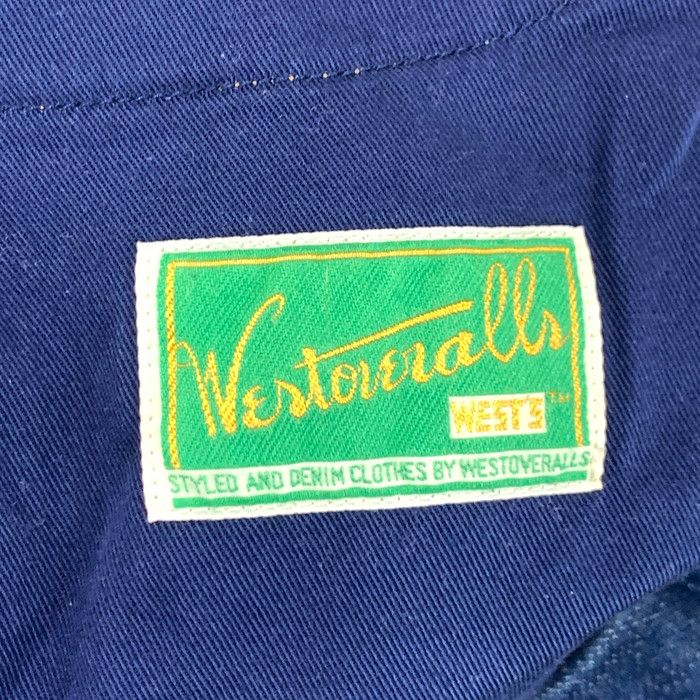 Westoveralls
WEST'S™
STYLED AND DENIM CLOTHES BY WESTOVERALLS